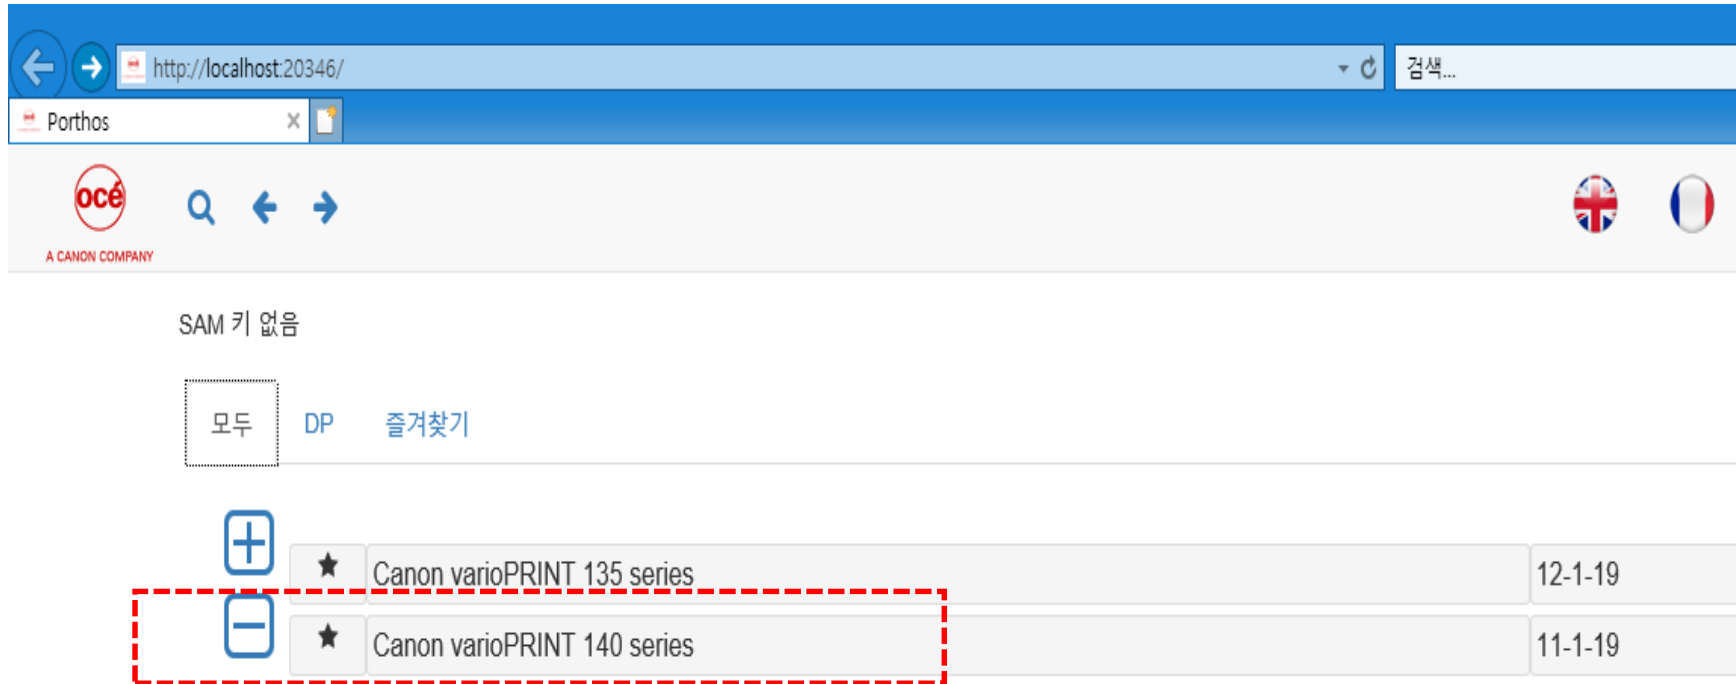 http://localhost:20346/
검색...
Porthos
océ
A CANON COMPANY
SAM 키 없음
모두 DP 즐겨찾기
Canon varioPRINT 135 series 12-1-19
Canon varioPRINT 140 series 11-1-19